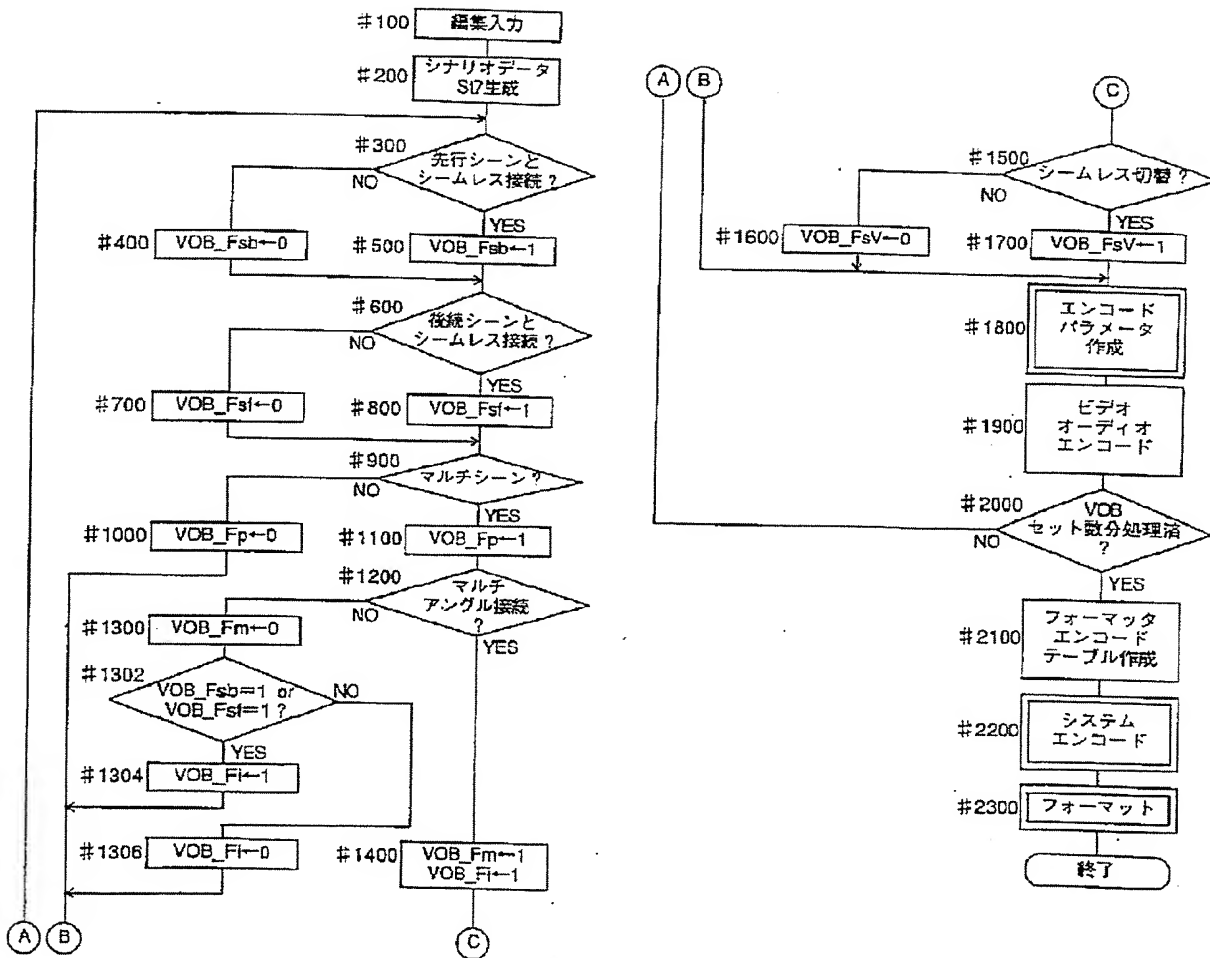 #100
編集入力
#200
シナリオデータ
St7生成
#300
先行シーンと
シームレス接続?
NO
YES
#400
VOB_Fsb←0
#500
VOB_Fsb←1
#600
後続シーンと
シームレス接続?
NO
YES
#700
VOB_Fsf←0
#800
VOB_Fsf←1
#900
マルチシーン?
NO
YES
#1000
VOB_Fp←0
#1100
VOB_Fp←1
#1200
マルチ
アングル接続
?
NO
YES
#1300
VOB_Fm←0
#1302
VOB_Fsb=1 or
VOB_Fsf=1?
NO
YES
#1304
VOB_Fi←1
#1306
VOB_Fi←0
#1400
VOB_Fm←1
VOB_Fi←1
A
B
C
A
B
C
#1500
シームレス切替?
NO
YES
#1600
VOB_FsV←0
#1700
VOB_FsV←1
#1800
エンコード
パラメータ
作成
#1900
ビデオ
オーディオ
エンコード
#2000
VOB
セット数分処理済
?
NO
YES
#2100
フォーマッタ
エンコード
テーブル作成
#2200
システム
エンコード
#2300
フォーマット
終了